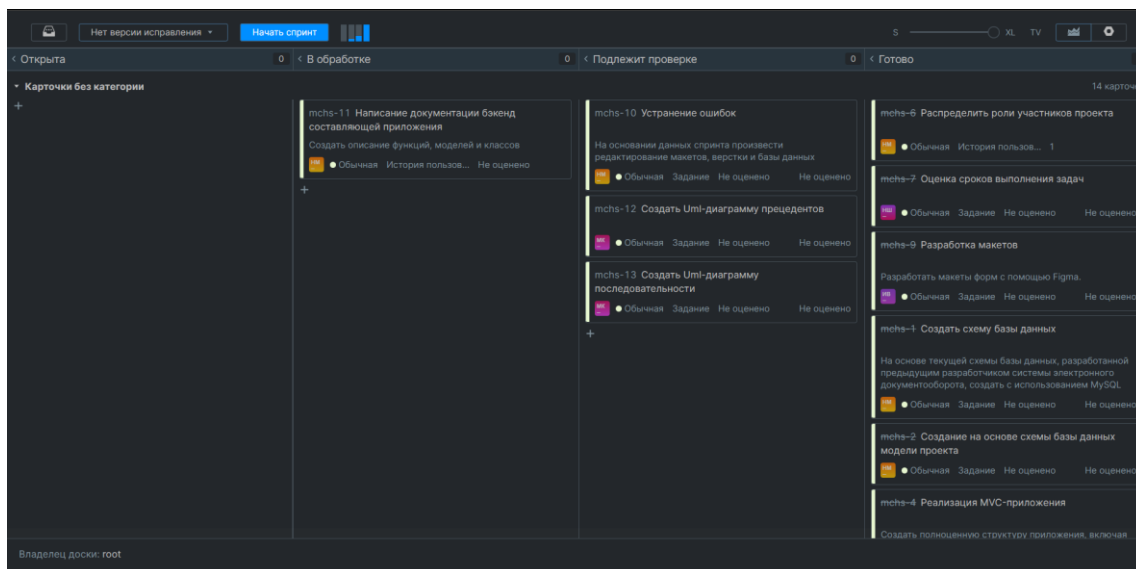 Нет версии исправления
Начать спринт
S XL TV
Открыта 0
В обработке 0
Подлежит проверке 0
Готово
Карточки без категории
14 карточ
mchs-11 Написание документации бэкенд
составляющей приложения
Создать описание функций, моделей и классов
НМ Обычная История пользов... Не оценено
mchs-10 Устранение ошибок
На основании данных спринта произвести
редактирование макетов, верстки и базы данных
НМ Обычная Задание Не оценено Не оценено
mchs-12 Создать Uml-диаграмму прецедентов
Обычная Задание Не оценено Не оценено
mchs-13 Создать Uml-диаграмму
последовательности
Обычная Задание Не оценено Не оценено
mchs-6 Распределить роли участников проекта
НМ Обычная История пользов... 1
mchs-7 Оценка сроков выполнения задач
Обычная Задание Не оценено Не оценено
mchs-9 Разработка макетов
Разработать макеты форм с помощью Figma.
Обычная Задание Не оценено Не оценено
mchs-1 Создать схему базы данных
На основе текущей схемы базы данных, разработанной
предыдущим разработчиком системы электронного
документооборота, создать с использованием MySQL
НМ Обычная Задание Не оценено Не оценено
mchs-2 Создание на основе схемы базы данных
модели проекта
НМ Обычная Задание Не оценено Не оценено
mchs-4 Реализация MVC-приложения
Создать полноценную структуру приложения, включая
Владелец доски: root